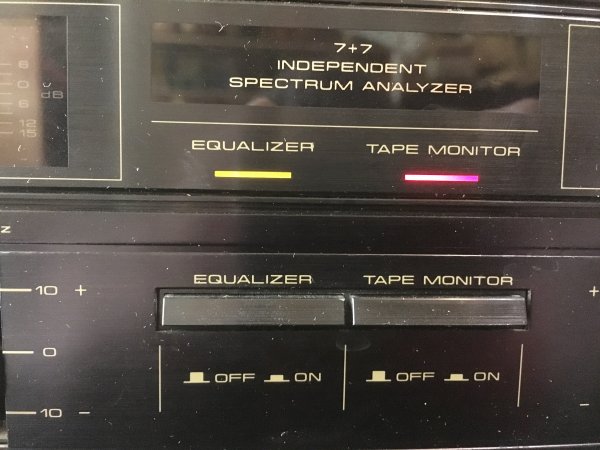 7+7
INDEPENDENT
SPECTRUM ANALYZER
6
0
dB
6
12
15
EQUALIZER TAPE MONITOR
Z
EQUALIZER TAPE MONITOR
10 + +
0
OFF ON OFF ON
10 - -